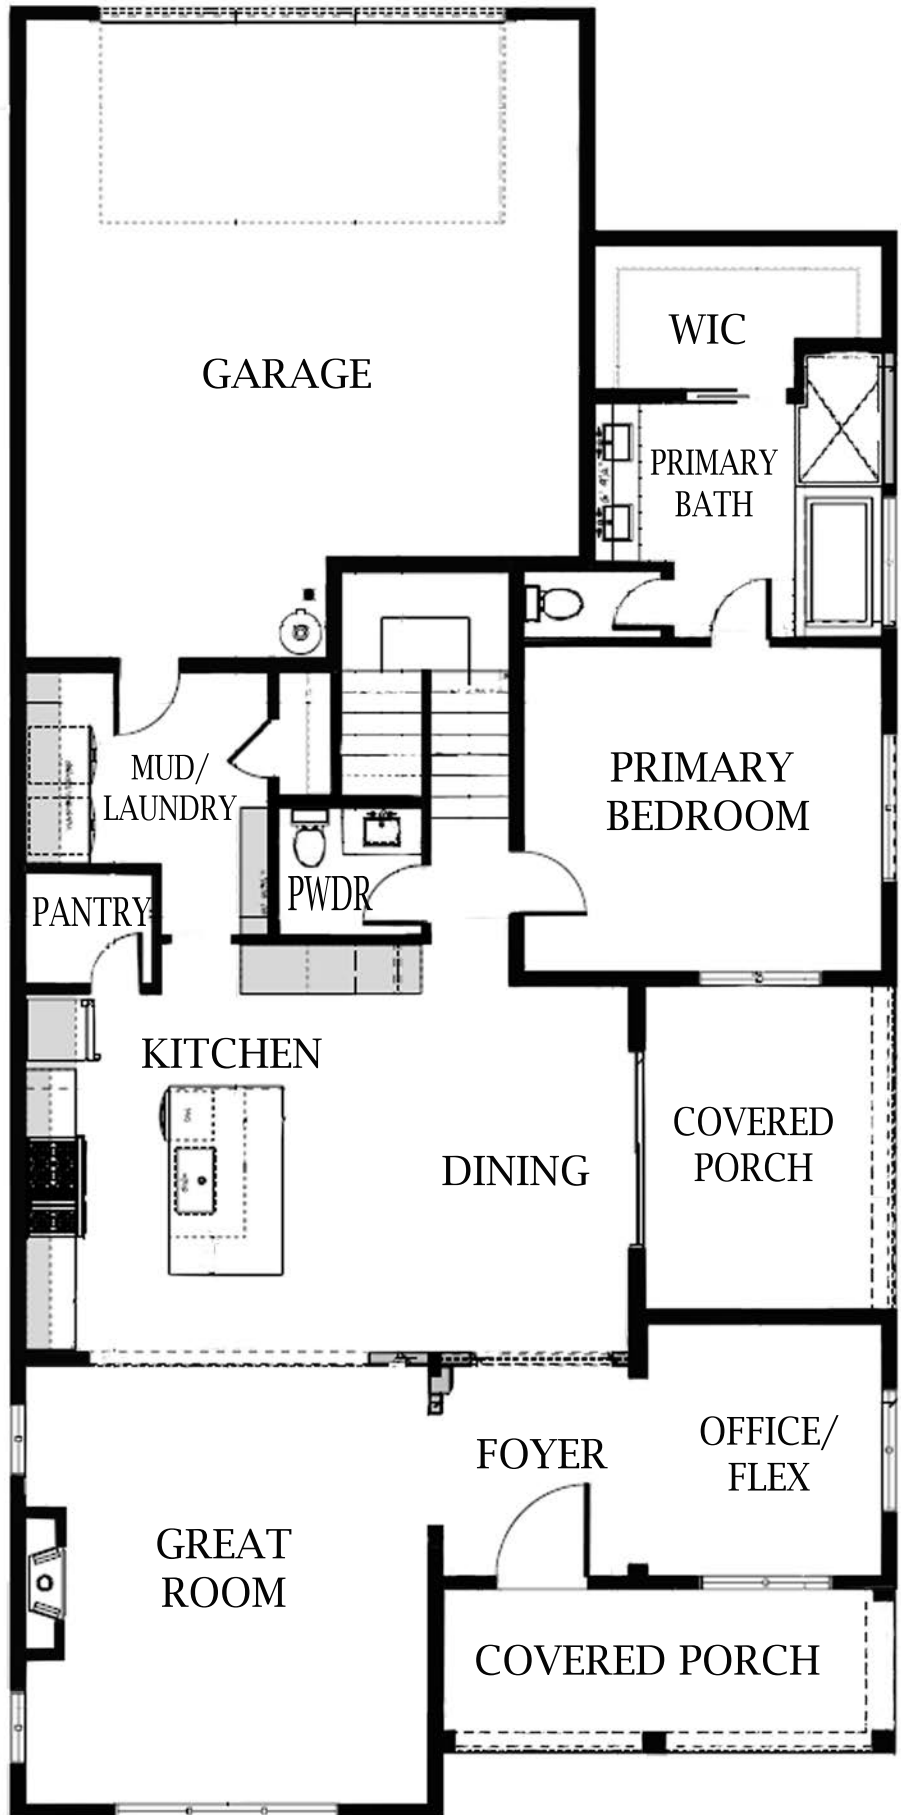 GARAGE
WIC
PRIMARY
BATH
MUD/
LAUNDRY
PRIMARY
BEDROOM
PWDR
PANTRY
KITCHEN
DINING
COVERED
PORCH
OFFICE/
FLEX
FOYER
GREAT
ROOM
COVERED PORCH